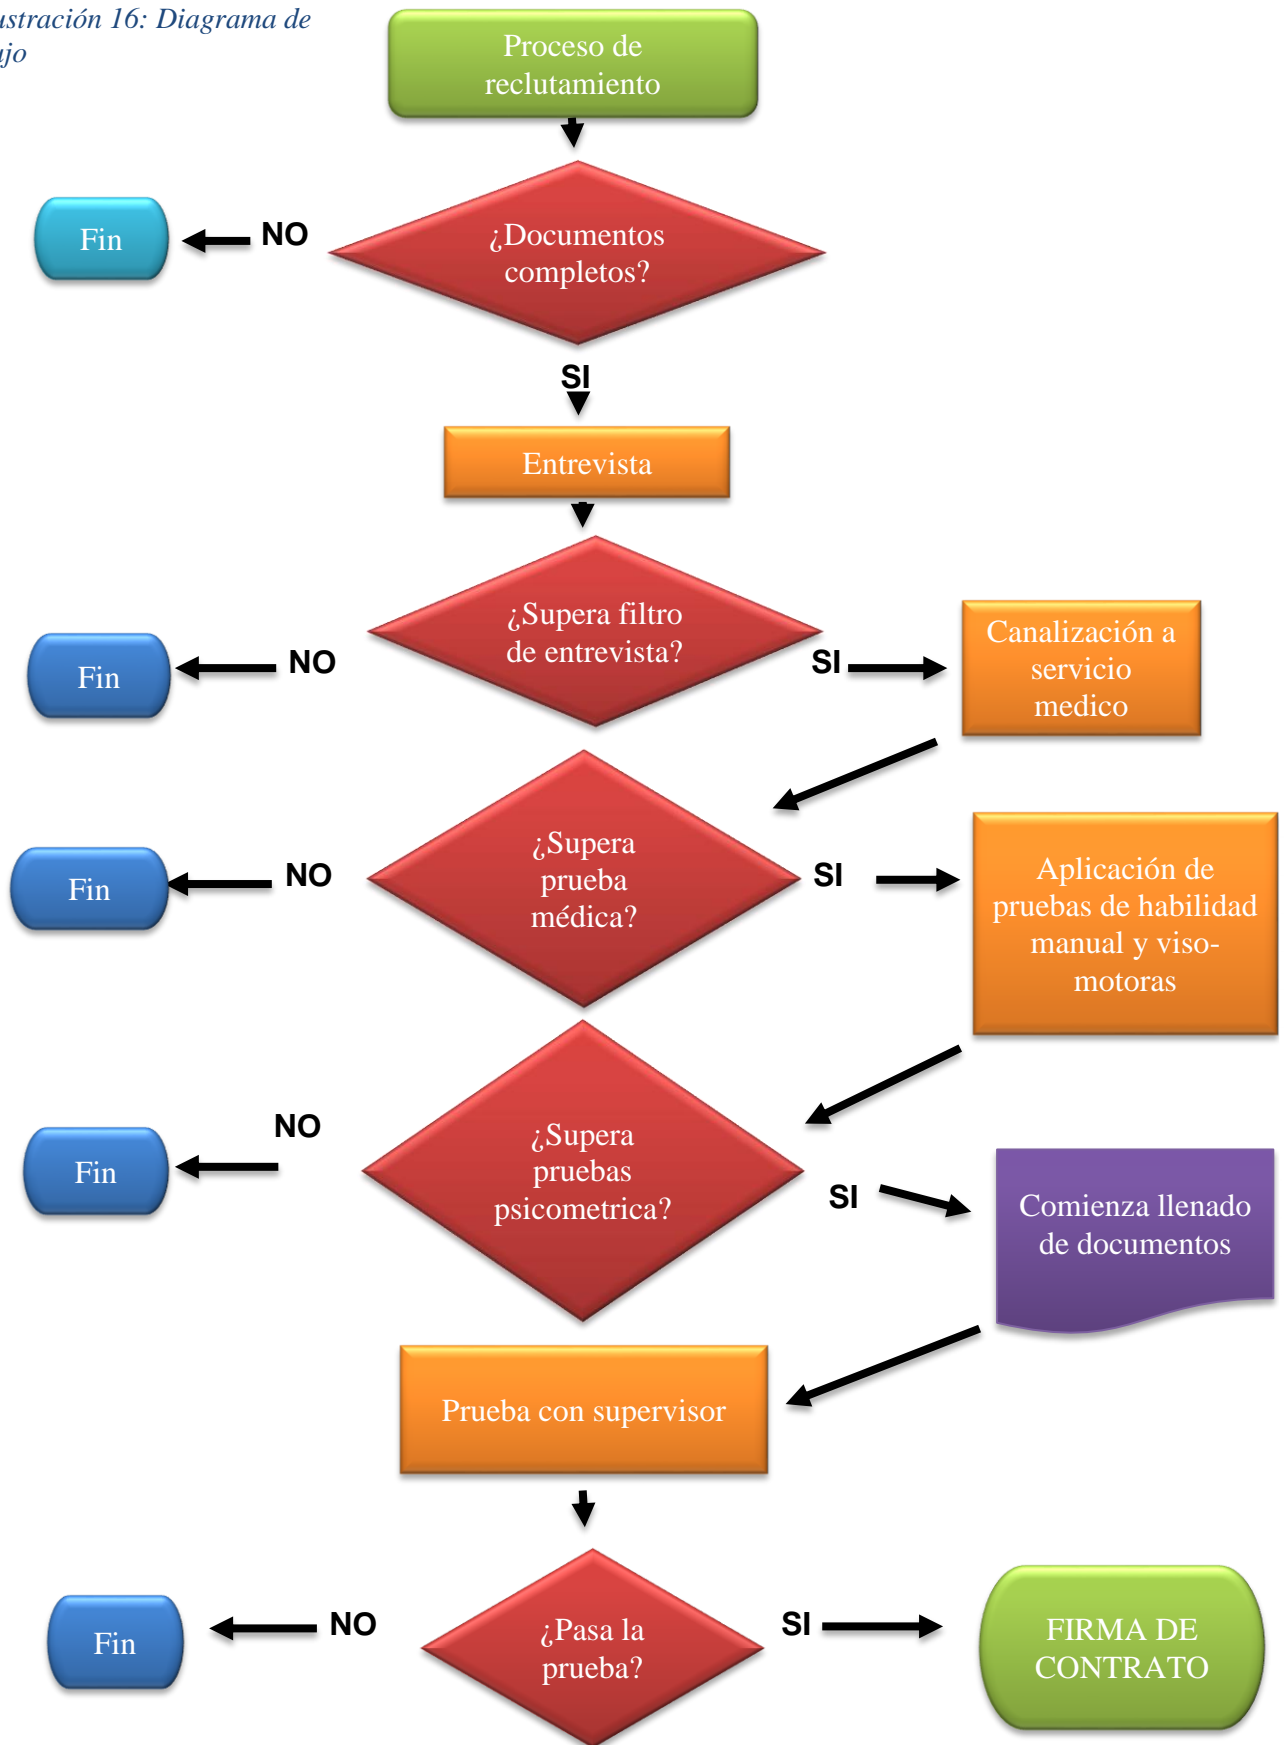 ustración 16: Diagrama de
ujo
Proceso de
reclutamiento
¿Documentos
completos?
NO
Fin
SI
Entrevista
¿Supera filtro
de entrevista?
NO
Fin
SI
Canalización a
servicio
medico
¿Supera
prueba
médica?
NO
Fin
SI
Aplicación de
pruebas de habilidad
manual y viso-
motoras
¿Supera
pruebas
psicometrica?
NO
Fin
SI
Comienza llenado
de documentos
Prueba con supervisor
¿Pasa la
prueba?
NO
Fin
SI
FIRMA DE
CONTRATO